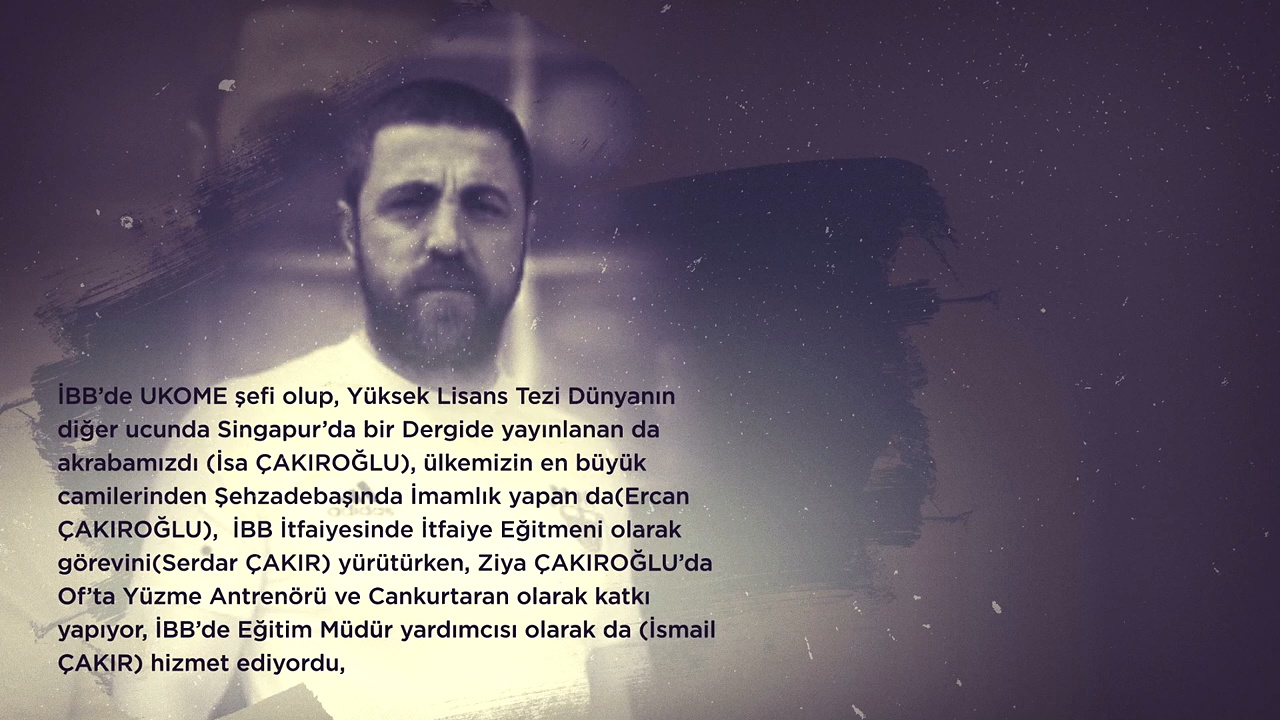 İBB’de UKOME şefi olup, Yüksek Lisans Tezi Dünyanın
diğer ucunda Singapur’da bir Dergide yayınlanan da
akrabamızdı (İsa ÇAKIROĞLU), ülkemizin en büyük
camilerinden Şehzadebaşında İmamlık yapan da(Ercan
ÇAKIROĞLU),  İBB İtfaiyesinde İtfaiye Eğitmeni olarak
görevini(Serdar ÇAKIR) yürütürken, Ziya ÇAKIROĞLU’da
Of’ta Yüzme Antrenörü ve Cankurtaran olarak katkı
yapıyor, İBB’de Eğitim Müdür yardımcısı olarak da (İsmail
ÇAKIR) hizmet ediyordu,